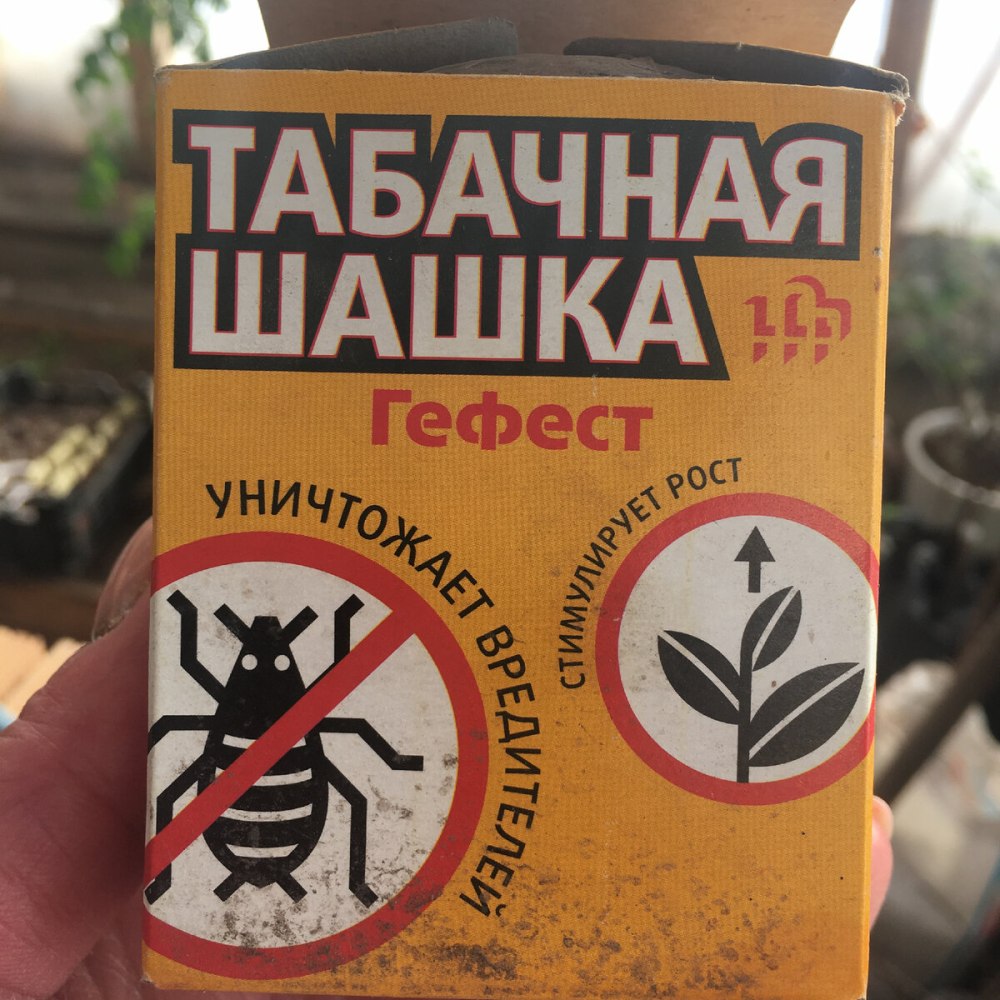 ТАБАЧНАЯ
ШАШКА
Гефест
УНИЧТОЖАЕТ ВРЕДИТЕЛЕЙ
СТИМУЛИРУЕТ РОСТ